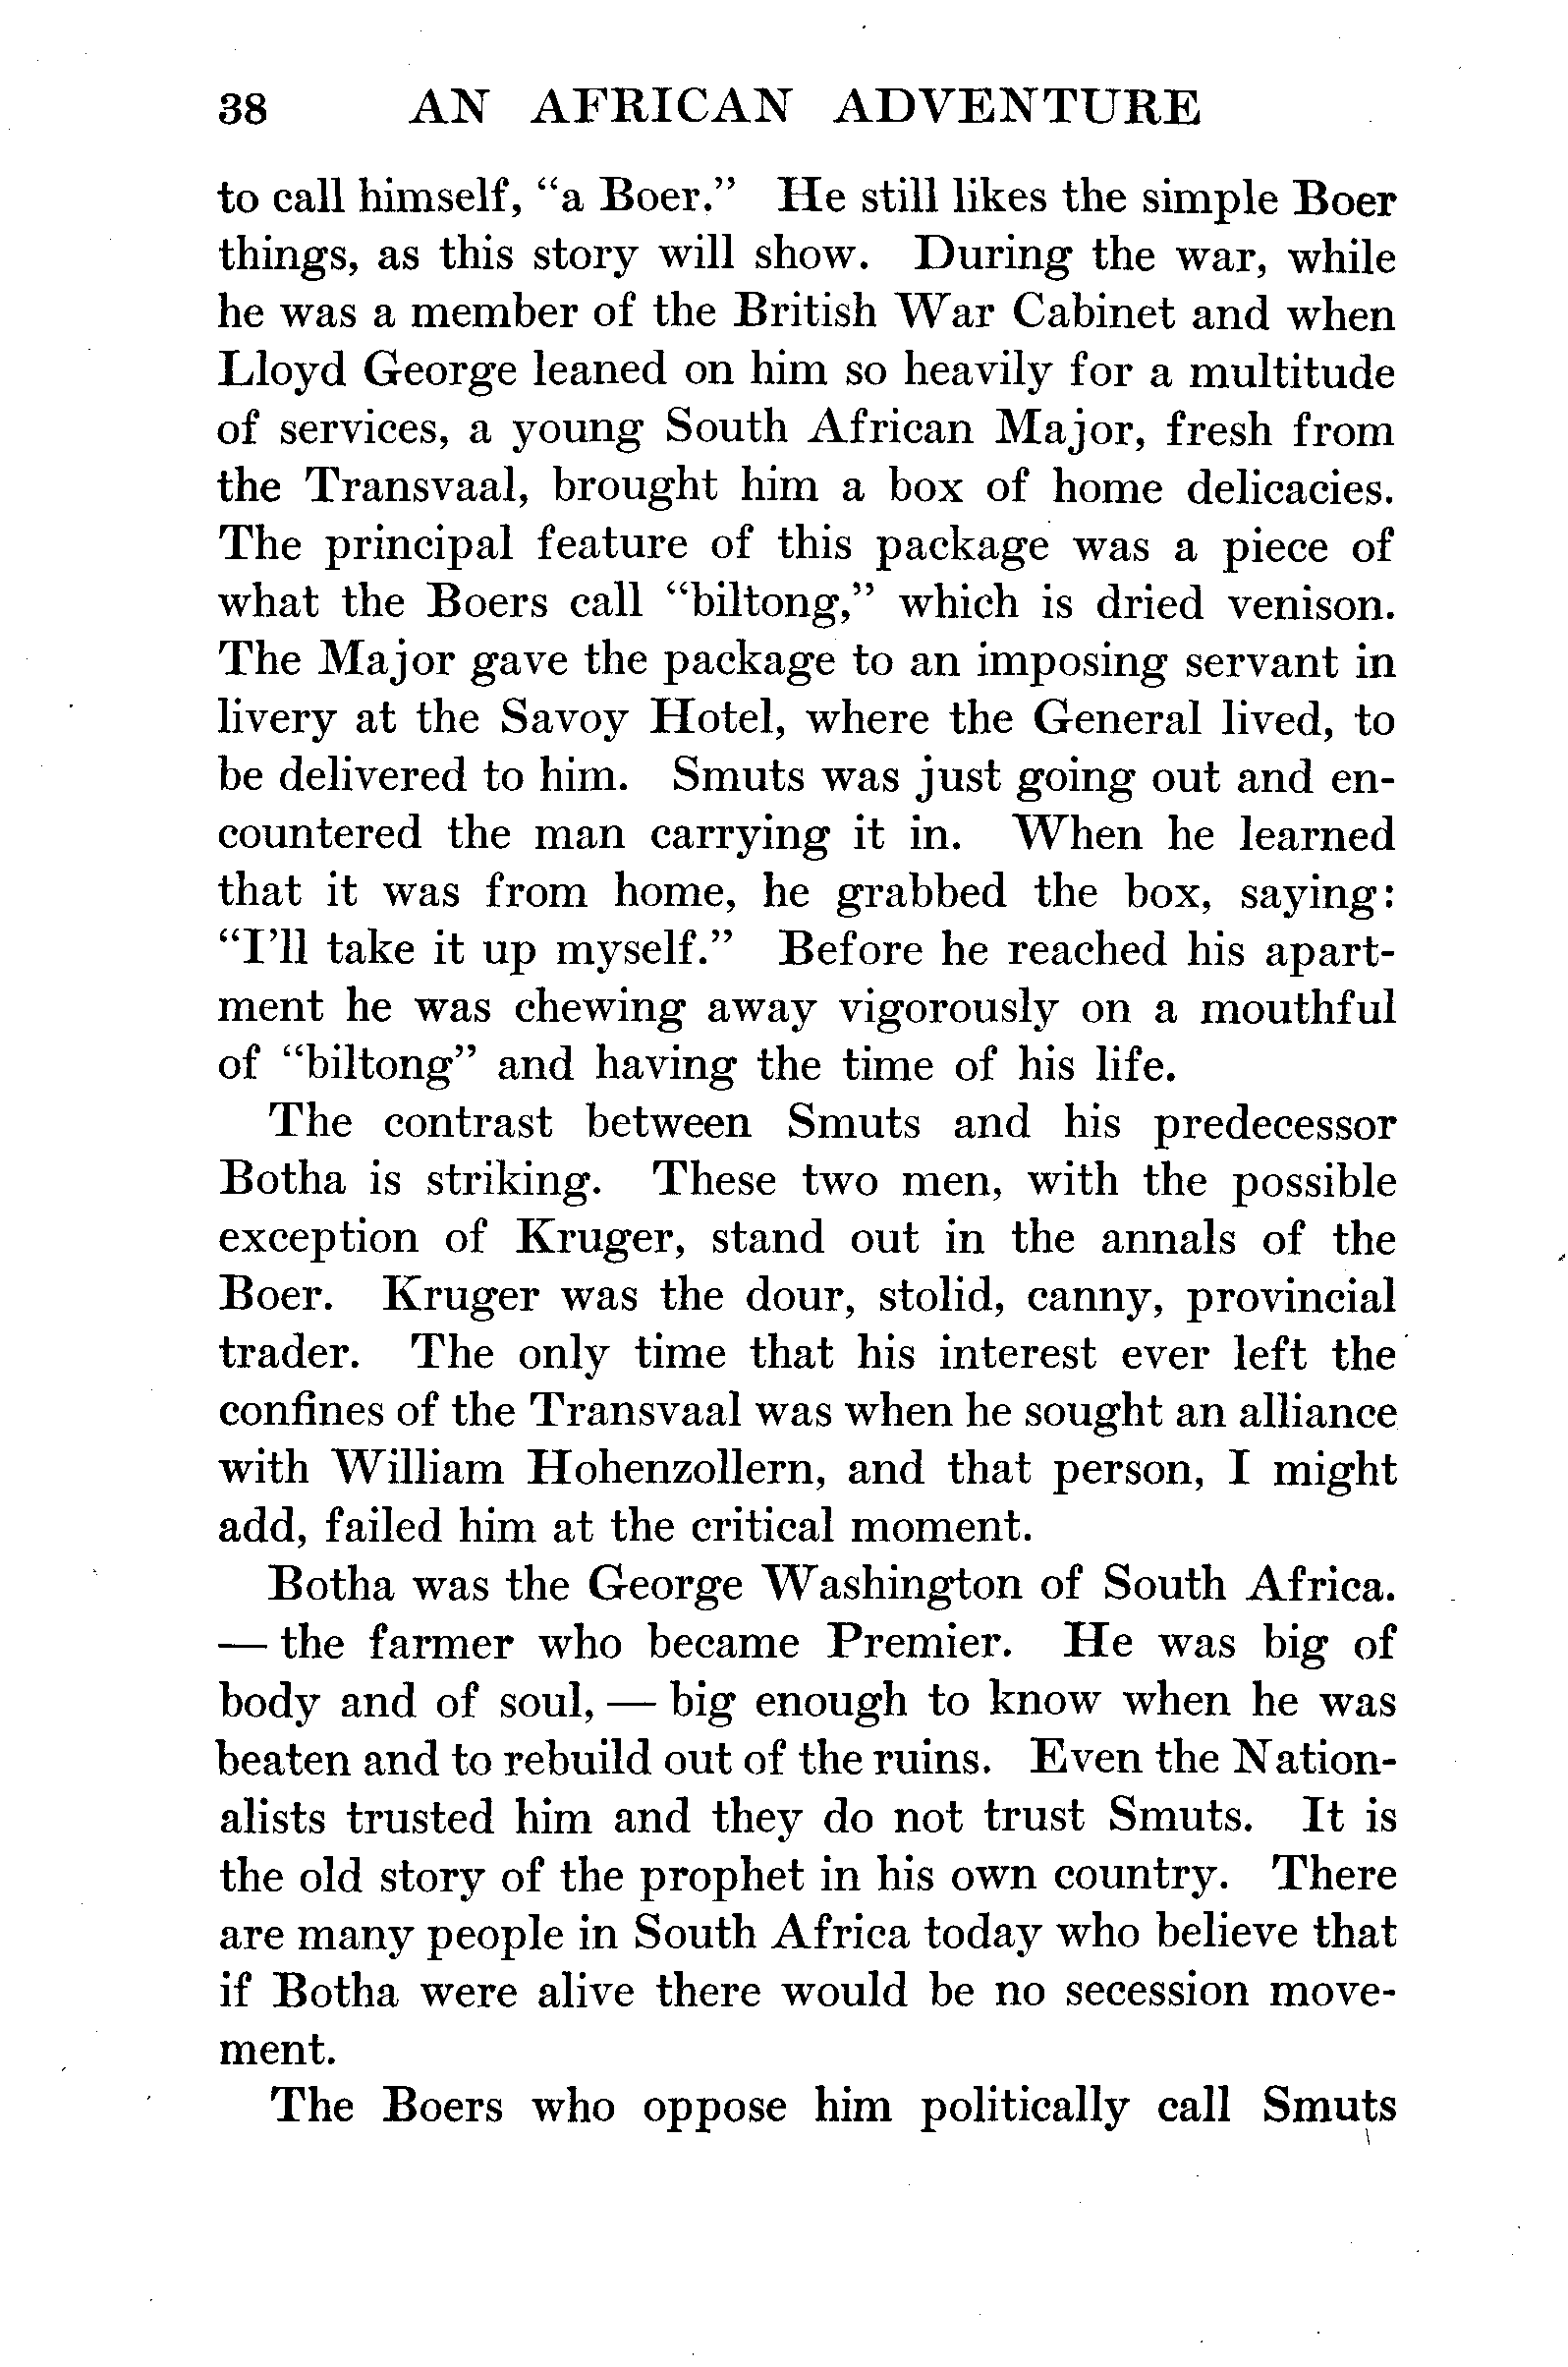 38 AN AFRICAN ADVENTURE
to call himself, “a Boer.” He still likes the simple Boer
things, as this story will show. During the war, while
he was a member of the British War Cabinet and when
Lloyd George leaned on him so heavily for a multitude
of services, a young South African Major, fresh from
the Transvaal, brought him a box of home delicacies.
The principal feature of this package was a piece of
what the Boers call “biltong,” which is dried venison.
The Major gave the package to an imposing servant in
livery at the Savoy Hotel, where the General lived, to
be delivered to him. Smuts was just going out and en-
countered the man carrying it in. When he learned
that it was from home, he grabbed the box, saying:
“I’ll take it up myself.” Before he reached his apart-
ment he was chewing away vigorously on a mouthful
of “biltong” and having the time of his life.
The contrast between Smuts and his predecessor
Botha is striking. These two men, with the possible
exception of Kruger, stand out in the annals of the
Boer. Kruger was the dour, stolid, canny, provincial
trader. The only time that his interest ever left the
confines of the Transvaal was when he sought an alliance
with William Hohenzollern, and that person, I might
add, failed him at the critical moment.
Botha was the George Washington of South Africa.
— the farmer who became Premier. He was big of
body and of soul, — big enough to know when he was
beaten and to rebuild out of the ruins. Even the Nation-
alists trusted him and they do not trust Smuts. It is
the old story of the prophet in his own country. There
are many people in South Africa today who believe that
if Botha were alive there would be no secession move-
ment.
The Boers who oppose him politically call Smuts